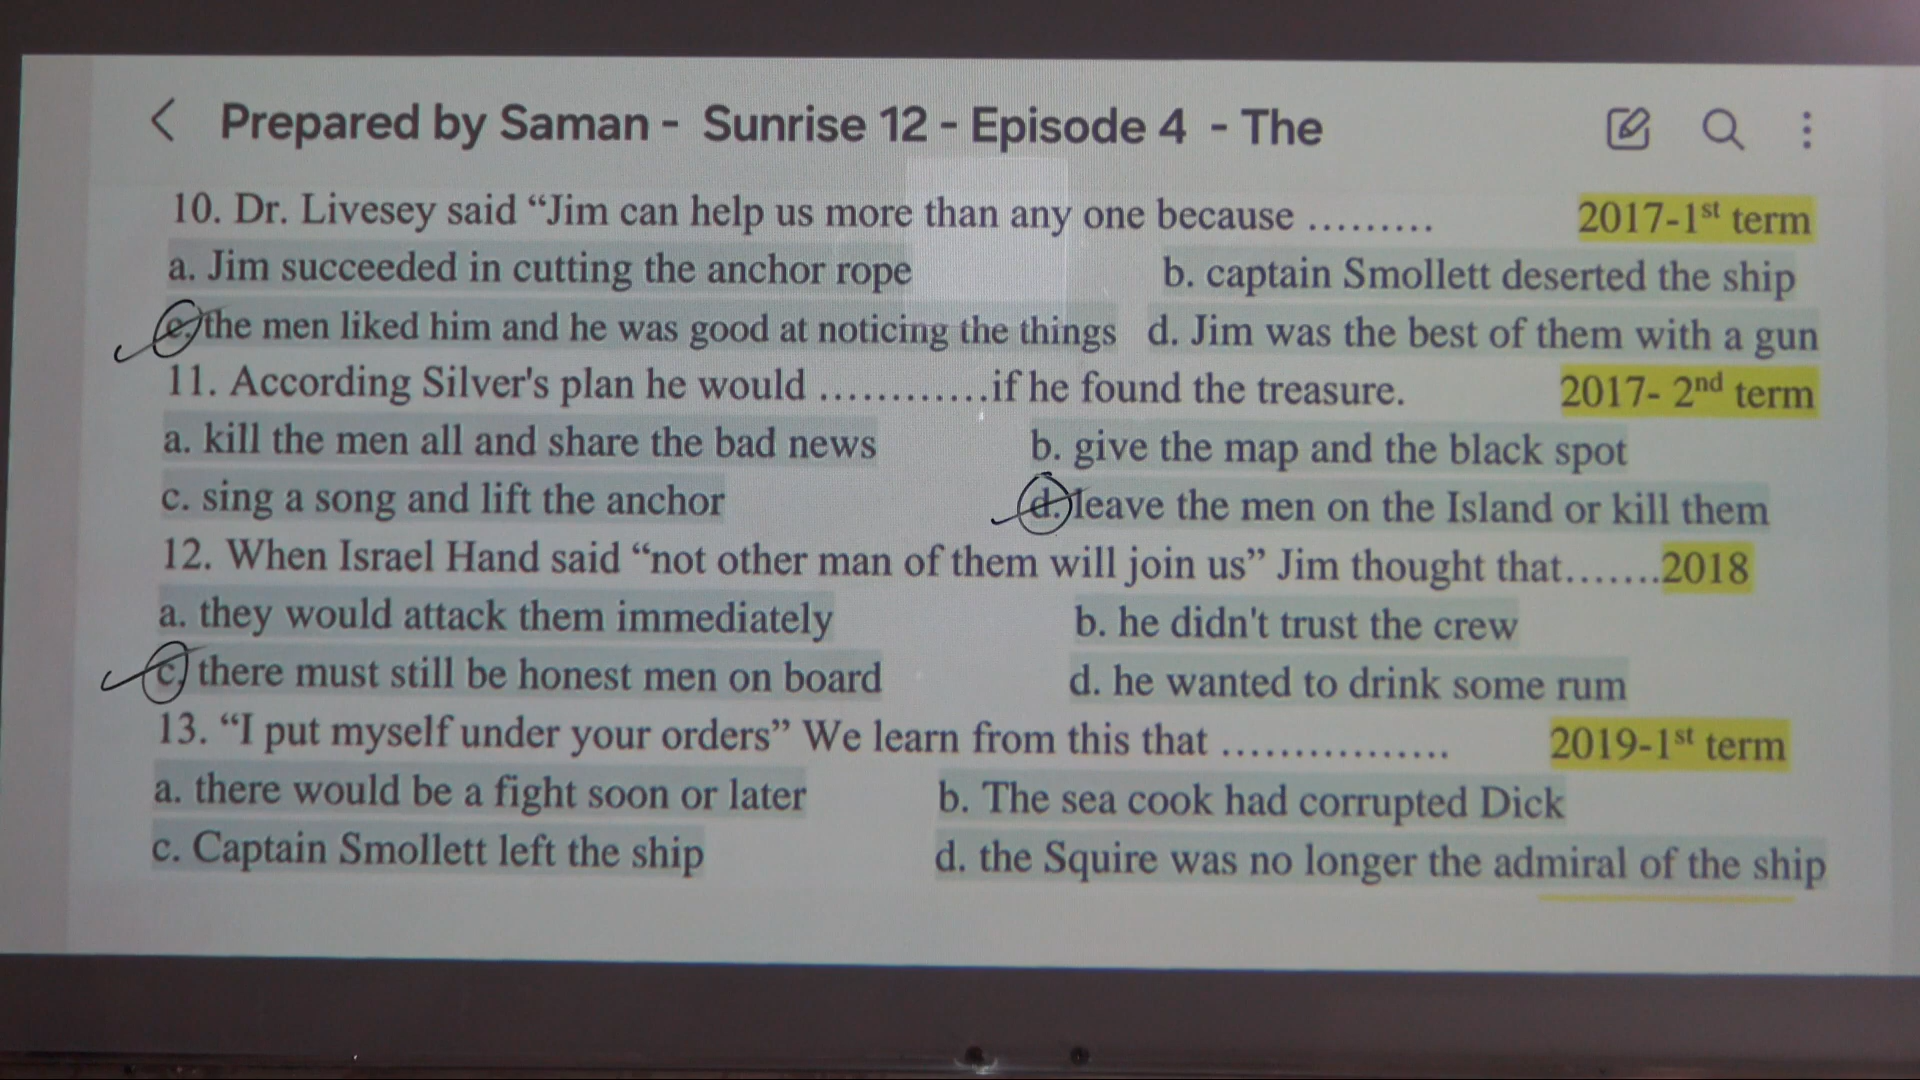 Prepared by Saman - Sunrise 12 - Episode 4 - The
10. Dr. Livesey said “Jim can help us more than any one because ......... 2017-1st term
a. Jim succeeded in cutting the anchor rope b. captain Smollett deserted the ship
c. the men liked him and he was good at noticing the things d. Jim was the best of them with a gun
11. According Silver's plan he would ............if he found the treasure. 2017- 2nd term
a. kill the men all and share the bad news b. give the map and the black spot
c. sing a song and lift the anchor d. leave the men on the Island or kill them
12. When Israel Hand said “not other man of them will join us” Jim thought that.......2018
a. they would attack them immediately b. he didn't trust the crew
c. there must still be honest men on board d. he wanted to drink some rum
13. “I put myself under your orders” We learn from this that ................ 2019-1st term
a. there would be a fight soon or later b. The sea cook had corrupted Dick
c. Captain Smollett left the ship d. the Squire was no longer the admiral of the ship